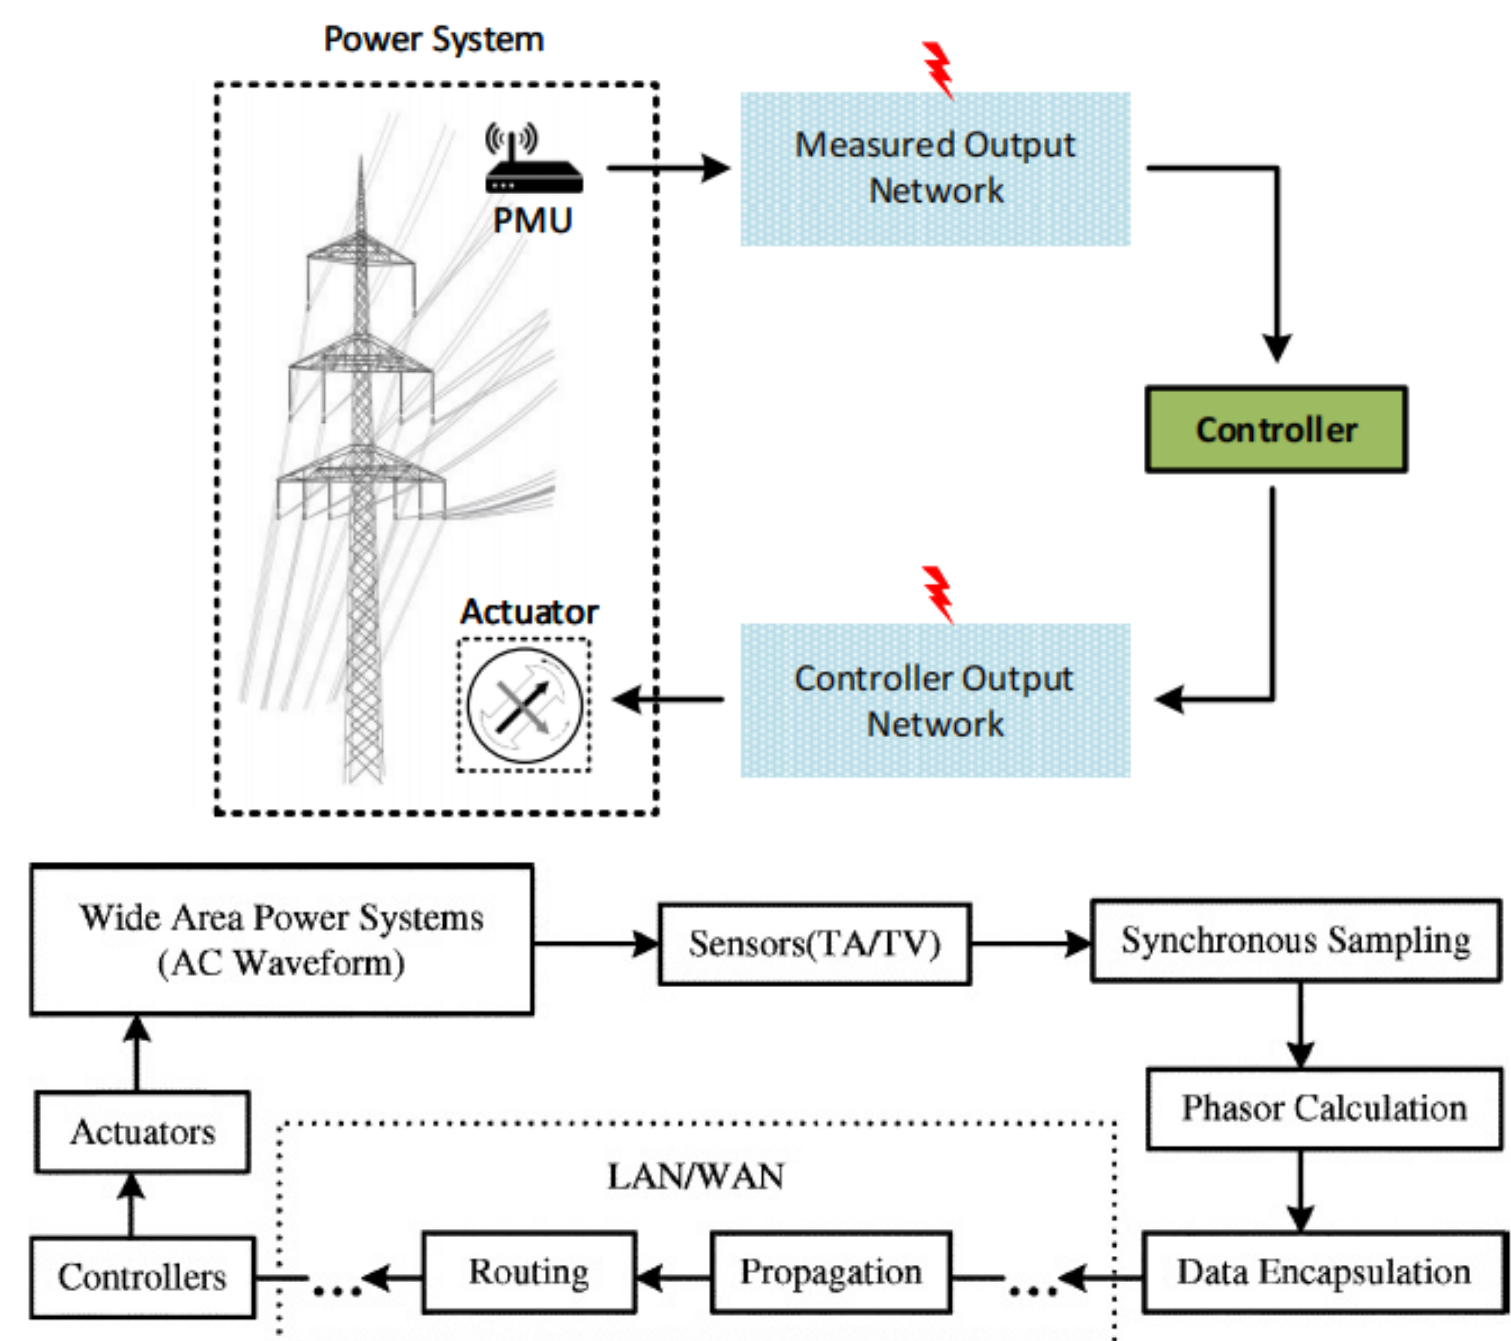 Power System
PMU
Measured Output
Network
Controller
Actuator
Controller Output
Network
Wide Area Power Systems
(AC Waveform)
Sensors(TA/TV)
Synchronous Sampling
Phasor Calculation
Actuators
LAN/WAN
Controllers
...
Routing
Propagation
...
Data Encapsulation